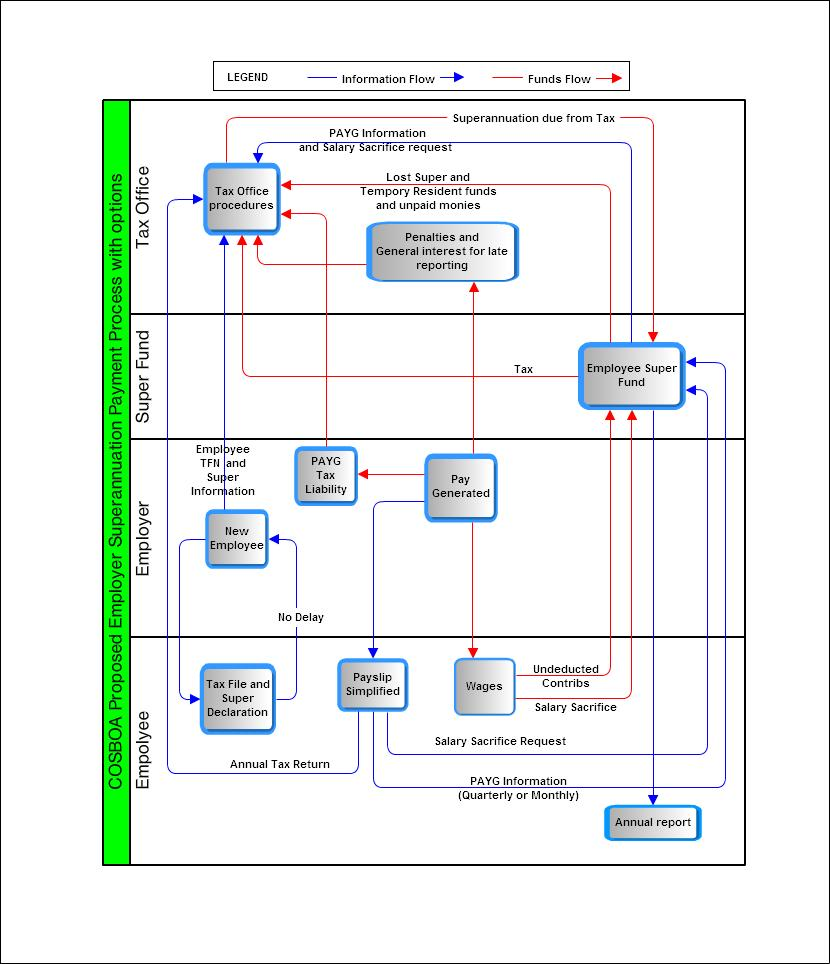 LEGEND
Information Flow
Funds Flow
COSBOA Proposed Employer Superannuation Payment Process with options
Tax Office
Superannuation due from Tax
PAYG Information
and Salary Sacrifice request
Tax Office
procedures
Lost Super and
Tempory Resident funds
and unpaid monies
Penalties and
General interest for late
reporting
Super Fund
Tax
Employee Super
Fund
Employer
Employee
TFN and
Super
Information
PAYG
Tax
Liability
Pay
Generated
New
Employee
No Delay
Empolyee
Tax File and
Super
Declaration
Payslip
Simplified
Wages
Undeducted
Contribs
Salary Sacrifice
Salary Sacrifice Request
Annual Tax Return
PAYG Information
(Quarterly or Monthly)
Annual report